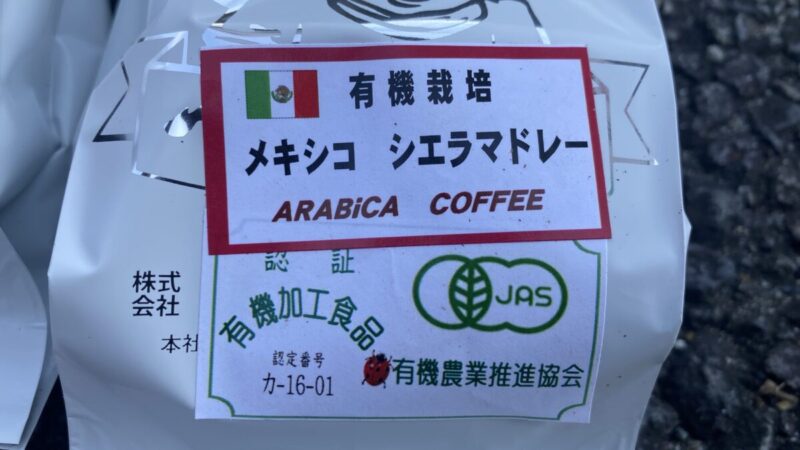 有機栽培
メキシコ シエラマドレー
ARABiCA COFFEE
認 証
有機加工食品
JAS
認定番号
カ-16-01
有機農業推進協会
株式
会社
本社